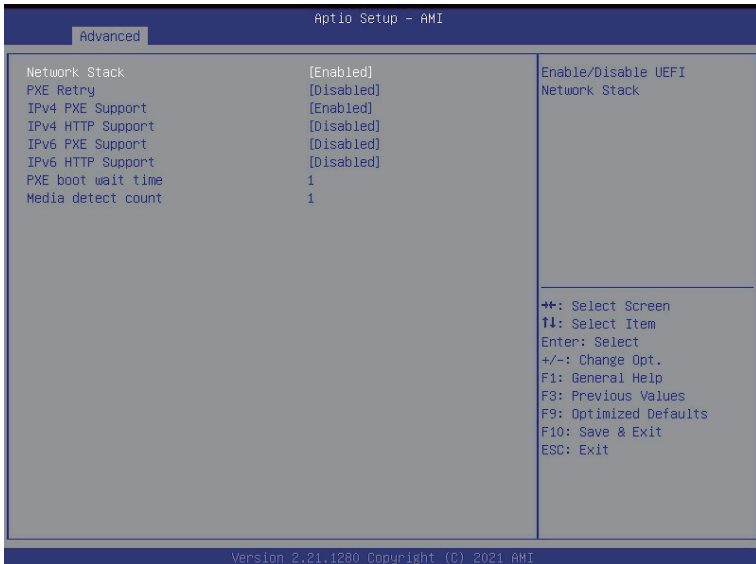 Aptio Setup – AMI
Advanced
Network Stack [Enabled]
PXE Retry [Disabled]
IPv4 PXE Support [Enabled]
IPv4 HTTP Support [Disabled]
IPv6 PXE Support [Disabled]
IPv6 HTTP Support [Disabled]
PXE boot wait time 1
Media detect count 1
Enable/Disable UEFI
Network Stack
→←: Select Screen
↑↓: Select Item
Enter: Select
+/-: Change Opt.
F1: General Help
F3: Previous Values
F9: Optimized Defaults
F10: Save & Exit
ESC: Exit
Version 2.21.1280 Copyright (C) 2021 AMI